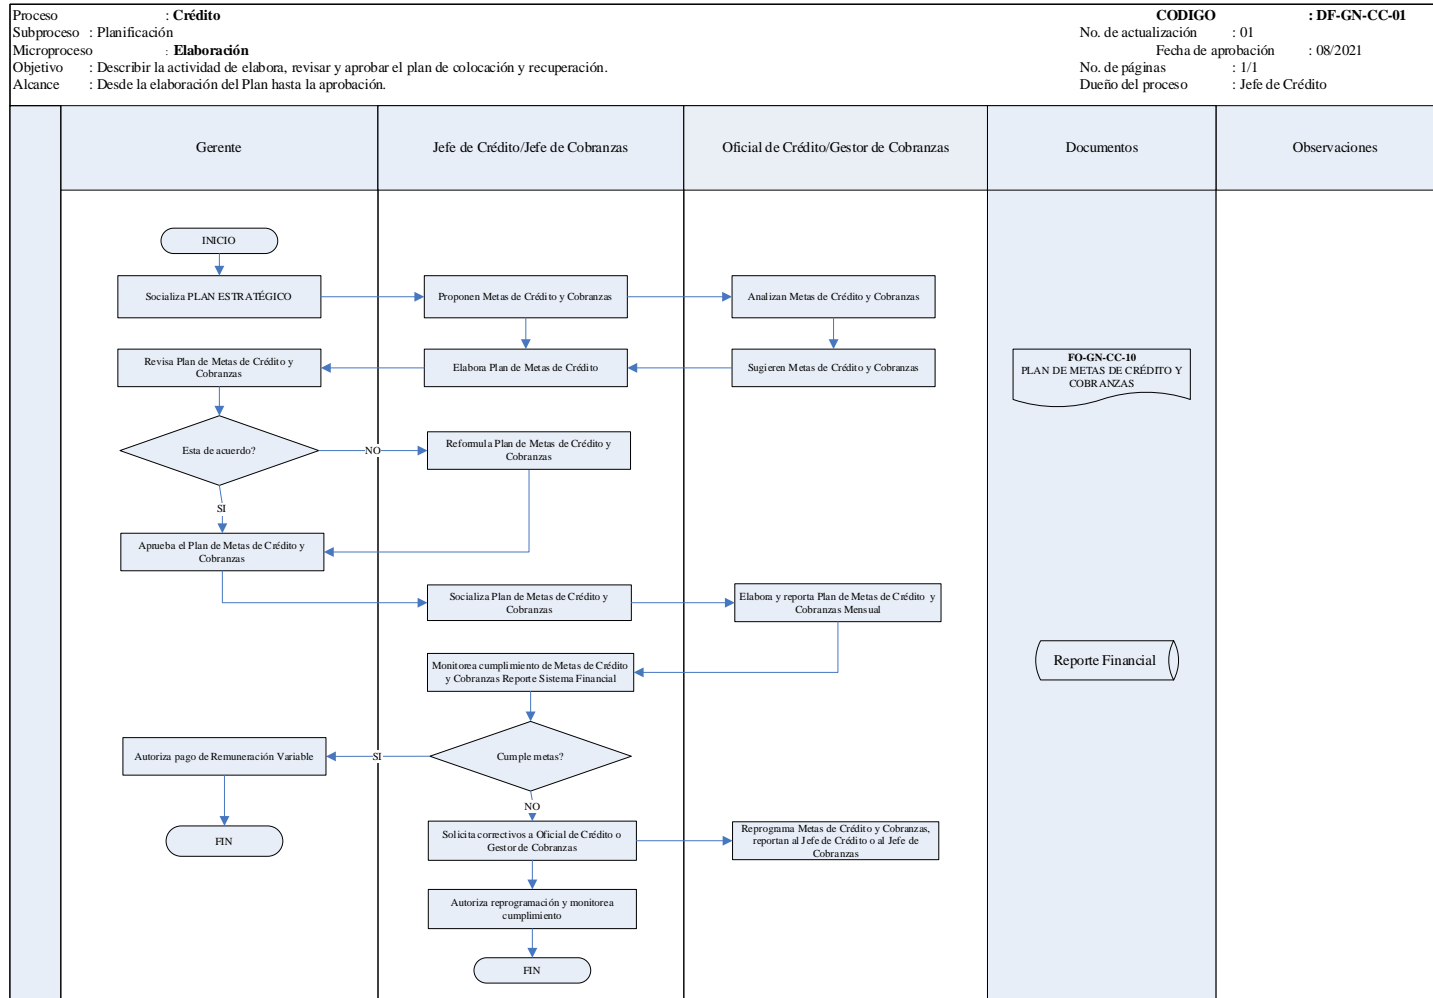 Proceso : Crédito
Subproceso : Planificación
Microproceso : Elaboración
Objetivo : Describir la actividad de elabora, revisar y aprobar el plan de colocación y recuperación.
Alcance : Desde la elaboración del Plan hasta la aprobación.
CODIGO : DF-GN-CC-01
No. de actualización : 01
Fecha de aprobación : 08/2021
No. de páginas : 1/1
Dueño del proceso : Jefe de Crédito
Gerente
Jefe de Crédito/Jefe de Cobranzas
Oficial de Crédito/Gestor de Cobranzas
Documentos
Observaciones
INICIO
Socializa PLAN ESTRATÉGICO
Proponen Metas de Crédito y Cobranzas
Analizan Metas de Crédito y Cobranzas
Revisa Plan de Metas de Crédito y
Cobranzas
Elabora Plan de Metas de Crédito
Sugieren Metas de Crédito y Cobranzas
FO-GN-CC-10
PLAN DE METAS DE CRÉDITO Y
COBRANZAS
Esta de acuerdo?
NO
Reformula Plan de Metas de Crédito y
Cobranzas
SI
Aprueba el Plan de Metas de Crédito y
Cobranzas
Socializa Plan de Metas de Crédito y
Cobranzas
Elabora y reporta Plan de Metas de Crédito y
Cobranzas Mensual
Monitorea cumplimiento de Metas de Crédito
y Cobranzas Reporte Sistema Financial
Reporte Financial
Autoriza pago de Remuneración Variable
SI
Cumple metas?
NO
FIN
Solicita correctivos a Oficial de Crédito o
Gestor de Cobranzas
Reprograma Metas de Crédito y Cobranzas,
reportan al Jefe de Crédito o al Jefe de
Cobranzas
Autoriza reprogramación y monitorea
cumplimiento
FIN